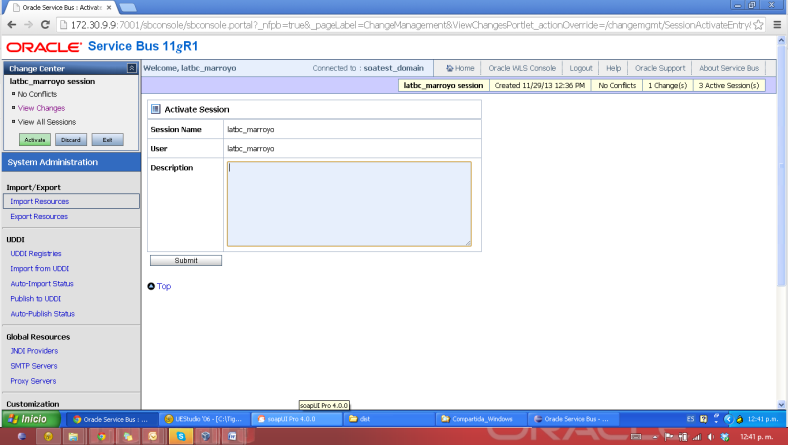 Oracle Service Bus : Activate
172.30.9.9:7001/sbconsole/sbconsole.portal?_nfpb=true&_pageLabel=ChangeManagement&ViewChangesPortlet_actionOverride=/changemgmt/SessionActivateEntry&
ORACLE Service Bus 11gR1
Change Center
latbc_marroyo session
No Conflicts
View Changes
View All Sessions
Activate Discard Exit
System Administration
Import/Export
Import Resources
Export Resources
UDDI
UDDI Registries
Import from UDDI
Auto-Import Status
Publish to UDDI
Auto-Publish Status
Global Resources
JNDI Providers
SMTP Servers
Proxy Servers
Customization
Welcome, latbc_marroyo Connected to : soatest_domain Home Oracle WLS Console Logout Help Oracle Support About Service Bus
latbc_marroyo session Created 11/29/13 12:36 PM No Conflicts 1 Change(s) 3 Active Session(s)
Activate Session
Session Name latbc_marroyo
User latbc_marroyo
Description
Submit
Top
soapUI Pro 4.0.0
Inicio Oracle Service Bus : ... UEStudio '06 - [C:\Tig... soapUI Pro 4.0.0 dist Compartida_Windows Oracle Service Bus - ... ES 12:41 p.m.
ORACLE
12:41 p.m.